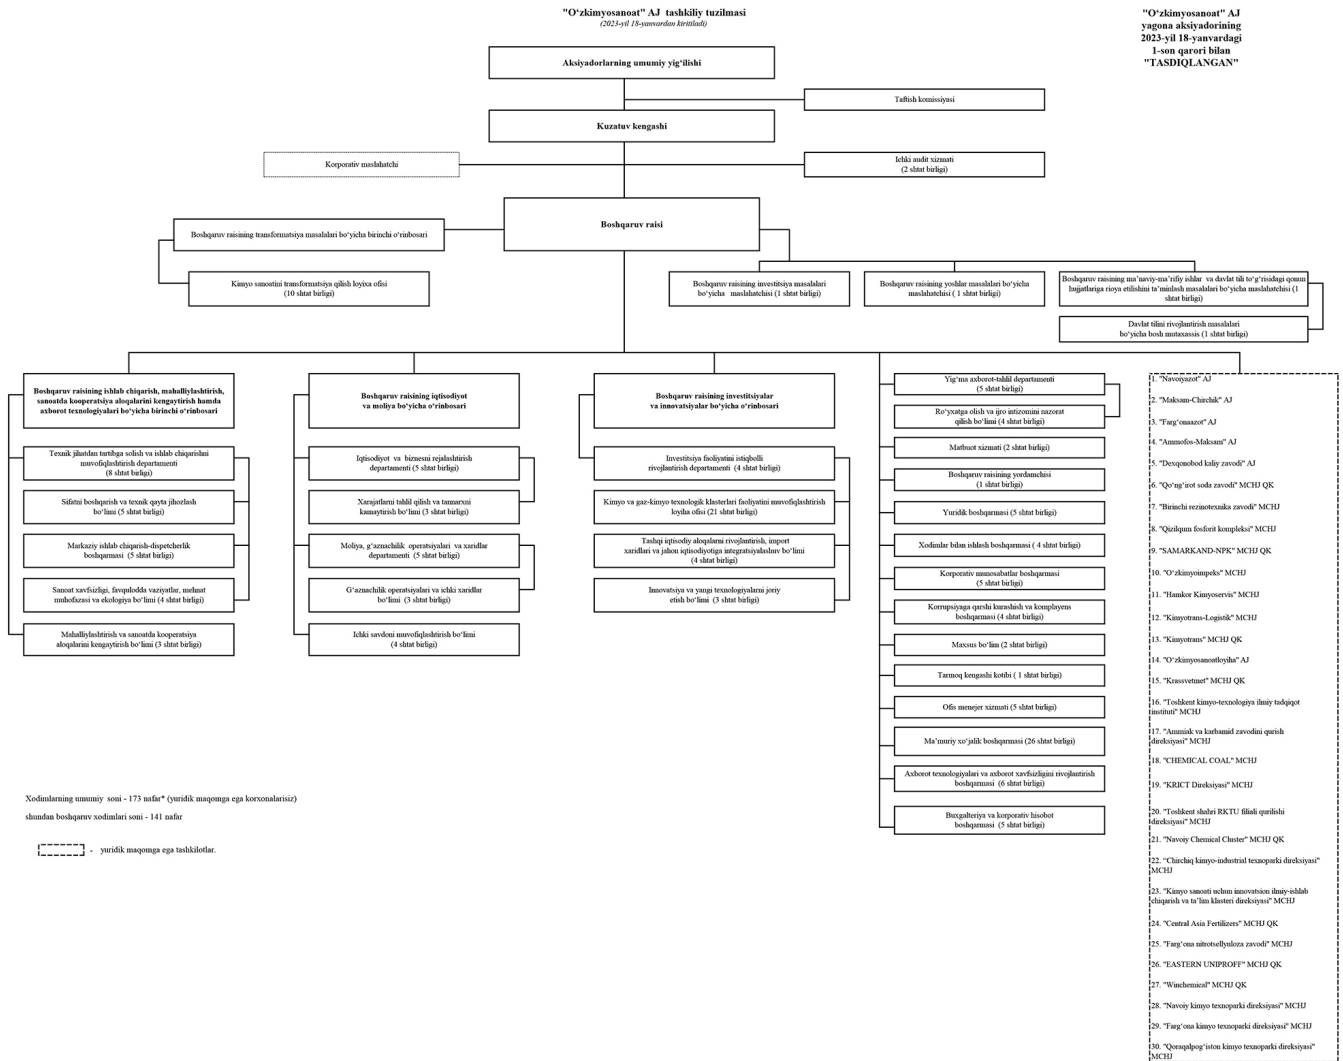 "O‘zkimyosanoat" AJ tashkiliy tuzilmasi
(2023-yil 18-yanvardan kiritiladi)
"O‘zkimyosanoat" AJ
yagona aksiyadorining
2023-yil 18-yanvardagi
1-son qarori bilan
"TASDIQLANGAN"
Aksiyadorlarning umumiy yig‘ilishi
Taftish komissiyasi
Kuzatuv kengashi
Korporativ maslahatchi
Ichki audit xizmati
(2 shtat birligi)
Boshqaruv raisi
Boshqaruv raisining transformatsiya masalalari bo‘yicha birinchi o‘rinbosari
Kimyo sanoatini transformatsiya qilish loyixa ofisi
(10 shtat birligi)
Boshqaruv raisining investitsiya masalalari
bo‘yicha maslahatchisi (1 shtat birligi)
Boshqaruv raisining yoshlar masalalari bo‘yicha
maslahatchisi ( 1 shtat birligi)
Boshqaruv raisining ma’naviy-ma’rifiy ishlar va davlat tili to‘g‘risidagi qonun
hujjatlariga rioya etilishini ta’minlash masalalari bo‘yicha maslahatchisi (1
shtat birligi)
Davlat tilini rivojlantirish masalalari
bo‘yicha bosh mutaxassis (1 shtat birligi)
Boshqaruv raisining ishlab chiqarish, mahalliylashtirish,
sanoatda kooperatsiya aloqalarini kengaytirish hamda
axborot texnologiyalari bo‘yicha birinchi o‘rinbosari
Texnik jihatdan tartibga solish va ishlab chiqarishni
muvofiqlashtirish departamenti
(8 shtat birligi)
Sifatni boshqarish va texnik qayta jihozlash
bo‘limi (5 shtat birligi)
Markaziy ishlab chiqarish-dispetcherlik
boshqarmasi (5 shtat birligi)
Sanoat xavfsizligi, favqulodda vaziyatlar, mehnat
muhofazasi va ekologiya bo‘limi (4 shtat birligi)
Mahalliylashtirish va sanoatda kooperatsiya
aloqalarini kengaytirish bo‘limi (3 shtat birligi)
Boshqaruv raisining iqtisodiyot
va moliya bo‘yicha o‘rinbosari
Iqtisodiyot va biznesni rejalashtirish
departamenti (5 shtat birligi)
Xarajatlarni tahlil qilish va tannarxni
kamaytirish bo‘limi (3 shtat birligi)
Moliya, g‘aznachilik operatsiyalari va xaridlar
departamenti (5 shtat birligi)
G‘aznachilik operatsiyalari va ichki xaridlar
bo‘limi (3 shtat birligi)
Ichki savdoni muvofiqlashtirish bo‘limi
(4 shtat birligi)
Boshqaruv raisining investitsiyalar
va innovatsiyalar bo‘yicha o‘rinbosari
Investitsiya faoliyatini istiqbolli
rivojlantirish departamenti (4 shtat birligi)
Kimyo va gaz-kimyo texnologik klasterlari faoliyatini muvofiqlashtirish
loyiha ofisi (21 shtat birligi)
Tashqi iqtisodiy aloqalarni rivojlantirish, import
xaridlari va jahon iqtisodiyotiga integratsiyalashuv bo‘limi
(4 shtat birligi)
Innovatsiya va yangi texnologiyalarni joriy
etish bo‘limi (3 shtat birligi)
Yig‘ma axborot-tahlil departamenti
(5 shtat birligi)
Ro‘yxatga olish va ijro intizomini nazorat
qilish bo‘limi (4 shtat birligi)
Matbuot xizmati (2 shtat birligi)
Boshqaruv raisining yordamchisi
(1 shtat birligi)
Yuridik boshqarmasi (5 shtat birligi)
Xodimlar bilan ishlash boshqarmasi ( 4 shtat birligi)
Korporativ munosabatlar boshqarmasi
(5 shtat birligi)
Korrupsiyaga qarshi kurashish va komplayens
boshqarmasi (4 shtat birligi)
Maxsus bo‘lim (2 shtat birligi)
Tarmoq kengashi kotibi ( 1 shtat birligi)
Ofis menejer xizmati (5 shtat birligi)
Ma’muriy xo‘jalik boshqarmasi (26 shtat birligi)
Axborot texnologiyalari va axborot xavfsizligini rivojlantirish
boshqarmasi (6 shtat birligi)
Buxgalteriya va korporativ hisobot
boshqarmasi (5 shtat birligi)
1. "Navoiyazot" AJ
2. "Maksam-Chirchik" AJ
3. "Farg‘onaazot" AJ
4. "Ammofos-Maksam" AJ
5. "Dexqonobod kaliy zavodi" AJ
6. "Qo‘ng‘irot soda zavodi" MCHJ QK
7. "Birinchi rezinotexnika zavodi" MCHJ
8. "Qizilqum fosforit kompleksi" MCHJ
9. "SAMARKAND-NPK" MCHJ QK
10. "O‘zkimyoimpeks" MCHJ
11. "Hamkor Kimyoservis" MCHJ
12. "Kimyotrans-Logistik" MCHJ
13. "Kimyotrans" MCHJ QK
14. "O‘zkimyosanoatloyiha" AJ
15. "Krassvetmet" MCHJ QK
16. "Toshkent kimyo-texnologiya ilmiy tadqiqot
instituti" MCHJ
17. "Ammiak va karbamid zavodini qurish
direksiyasi" MCHJ
18. "CHEMICAL COAL" MCHJ
19. "KRICT Direksiyasi" MCHJ
20. "Toshkent shahri RKTU filiali qurilishi
direksiyasi" MCHJ
21. "Navoiy Chemical Cluster" MCHJ QK
22. “Chirchiq kimyo-industrial texnoparki direksiyasi"
MCHJ
23. "Kimyo sanoati uchun innovatsion ilmiy-ishlab
chiqarish va ta’lim klasteri direksiyasi" MCHJ
24. "Central Asia Fertilizers" MCHJ QK
25. "Farg‘ona nitrotsellyuloza zavodi" MCHJ
26. "EASTERN UNIPROFF" MCHJ QK
27. "Winchemical" MCHJ QK
28. "Navoiy kimyo texnoparki direksiyasi" MCHJ
29. "Farg‘ona kimyo texnoparki direksiyasi" MCHJ
30. "Qoraqalpog‘iston kimyo texnoparki direksiyasi"
MCHJ
Xodimlarning umumiy soni - 173 nafar* (yuridik maqomga ega korxonalarisiz)
shundan boshqaruv xodimlari soni - 141 nafar
- yuridik maqomga ega tashkilotlar.